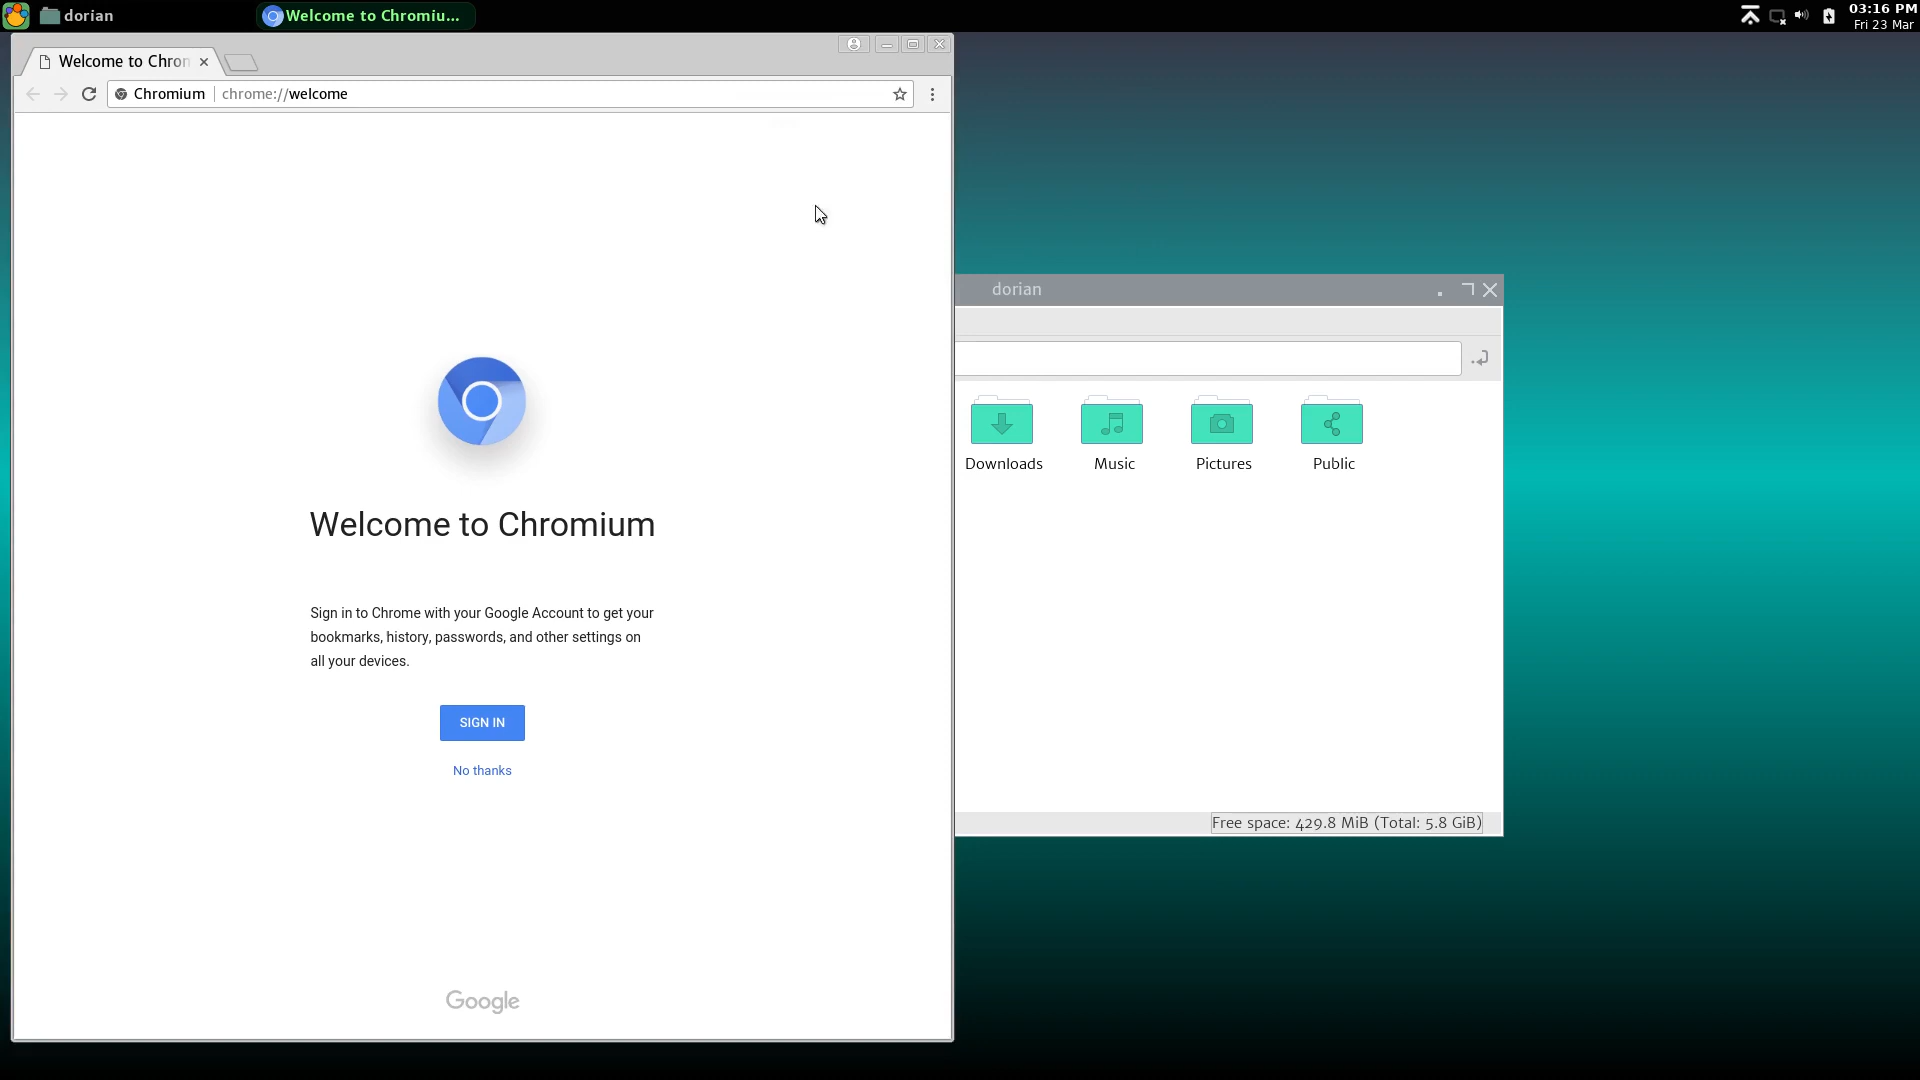 dorian
Welcome to Chromiu...
03:16 PM
Fri 23 Mar
Welcome to Chron
Chromium
chrome://welcome
Welcome to Chromium
Sign in to Chrome with your Google Account to get your
bookmarks, history, passwords, and other settings on
all your devices.
SIGN IN
No thanks
Google
dorian
Downloads
Music
Pictures
Public
Free space: 429.8 MiB (Total: 5.8 GiB)